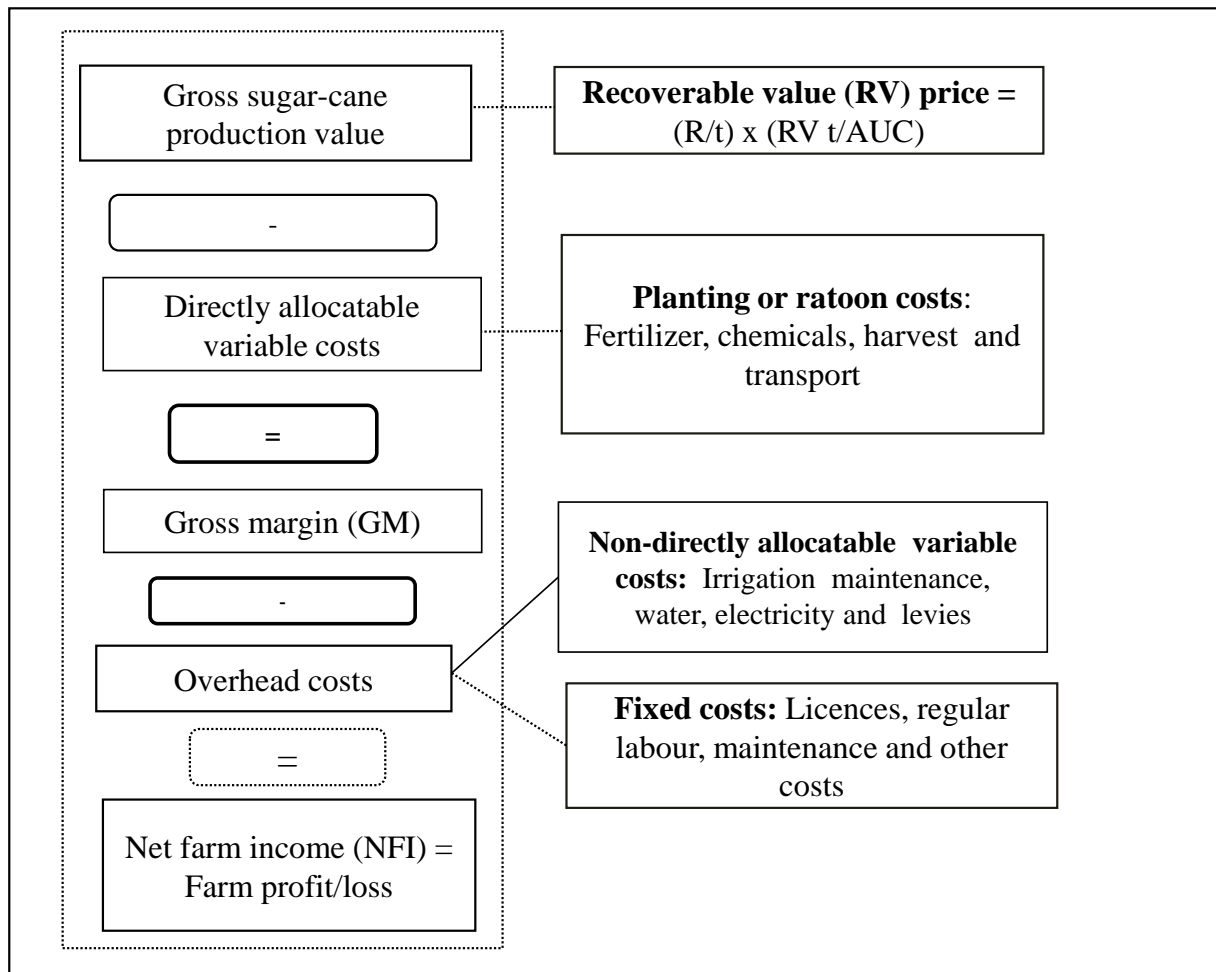 Gross sugar-cane
production value
Recoverable value (RV) price =
(R/t) x (RV t/AUC)
-
Directly allocatable
variable costs
Planting or ratoon costs:
Fertilizer, chemicals, harvest and
transport
=
Gross margin (GM)
-
Non-directly allocatable variable
costs: Irrigation maintenance,
water, electricity and levies
Overhead costs
Fixed costs: Licences, regular
labour, maintenance and other
costs
=
Net farm income (NFI) =
Farm profit/loss